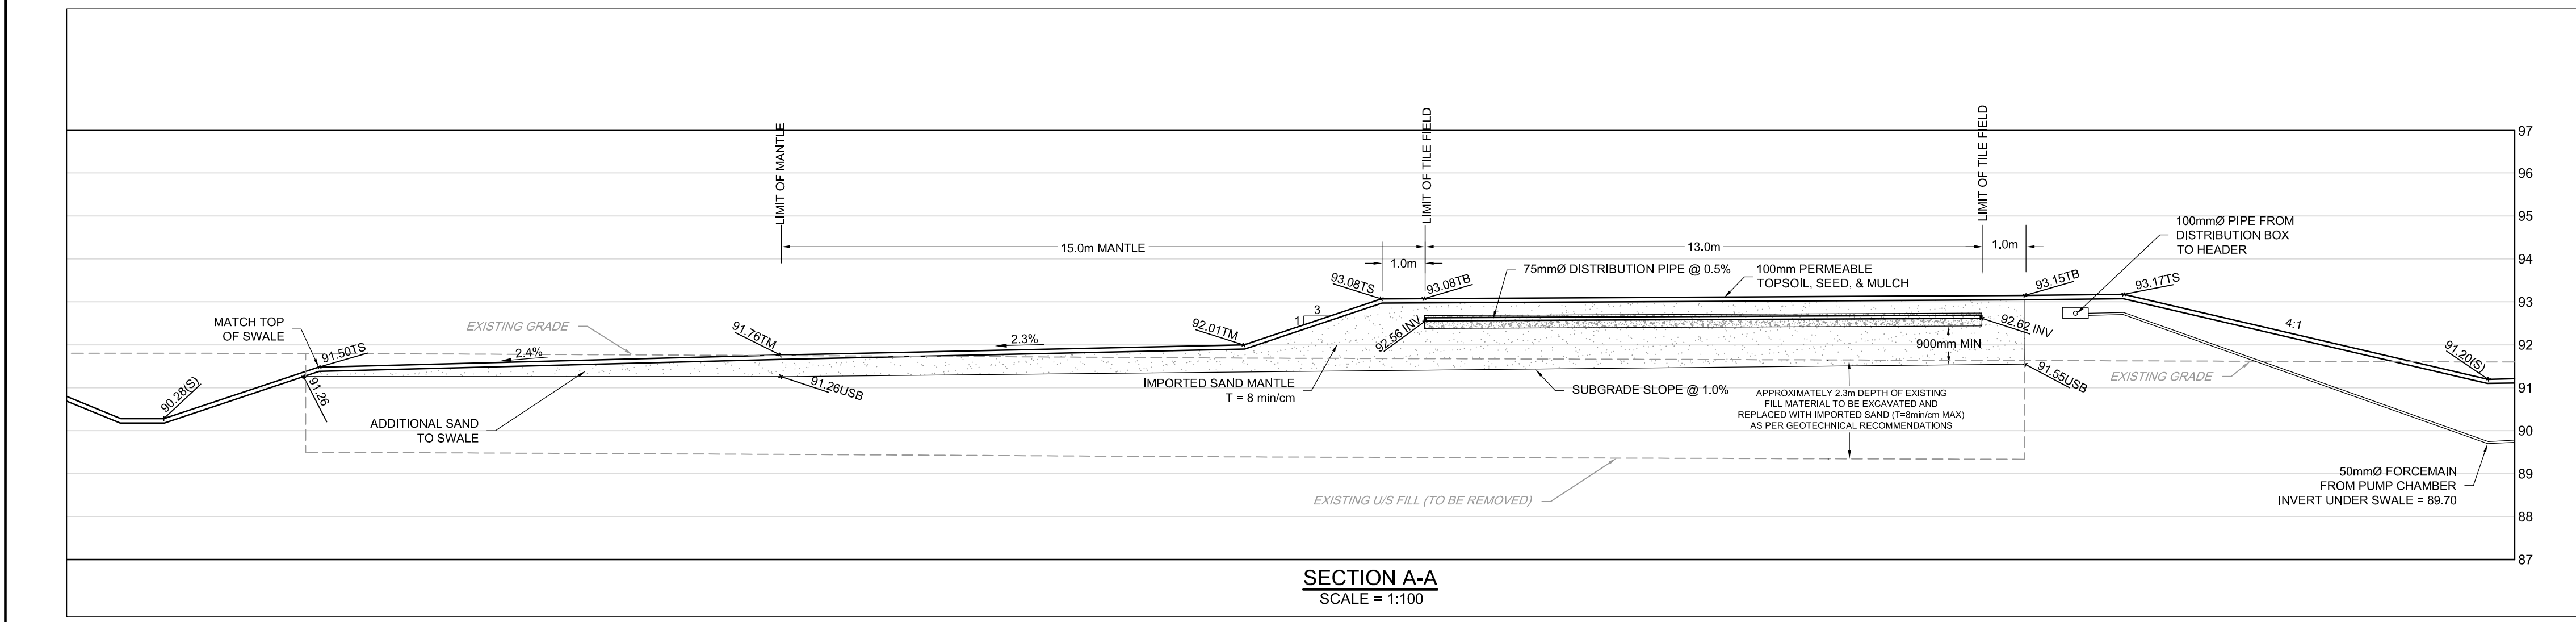 LIMIT OF MANTLE
LIMIT OF TILE FIELD
LIMIT OF TILE FIELD
97
96
95
94
93
92
91
90
89
88
87
15.0m MANTLE
13.0m
1.0m
1.0m
100mmØ PIPE FROM
DISTRIBUTION BOX
TO HEADER
75mmØ DISTRIBUTION PIPE @ 0.5%
100mm PERMEABLE
TOPSOIL, SEED, & MULCH
93.08TS
93.08TB
93.15TB
93.17TS
MATCH TOP
OF SWALE
EXISTING GRADE
91.76TM
92.01TM
3
1
92.56 INV
92.62 INV
4:1
91.50TS
2.4%
2.3%
900mm MIN
91.20(S)
90.28(S)
91.26
91.26USB
IMPORTED SAND MANTLE
T = 8 min/cm
SUBGRADE SLOPE @ 1.0%
91.55USB
EXISTING GRADE
APPROXIMATELY 2.3m DEPTH OF EXISTING
FILL MATERIAL TO BE EXCAVATED AND
REPLACED WITH IMPORTED SAND (T=8min/cm MAX)
AS PER GEOTECHNICAL RECOMMENDATIONS
ADDITIONAL SAND
TO SWALE
EXISTING U/S FILL (TO BE REMOVED)
50mmØ FORCEMAIN
FROM PUMP CHAMBER
INVERT UNDER SWALE = 89.70
SECTION A-A
SCALE = 1:100